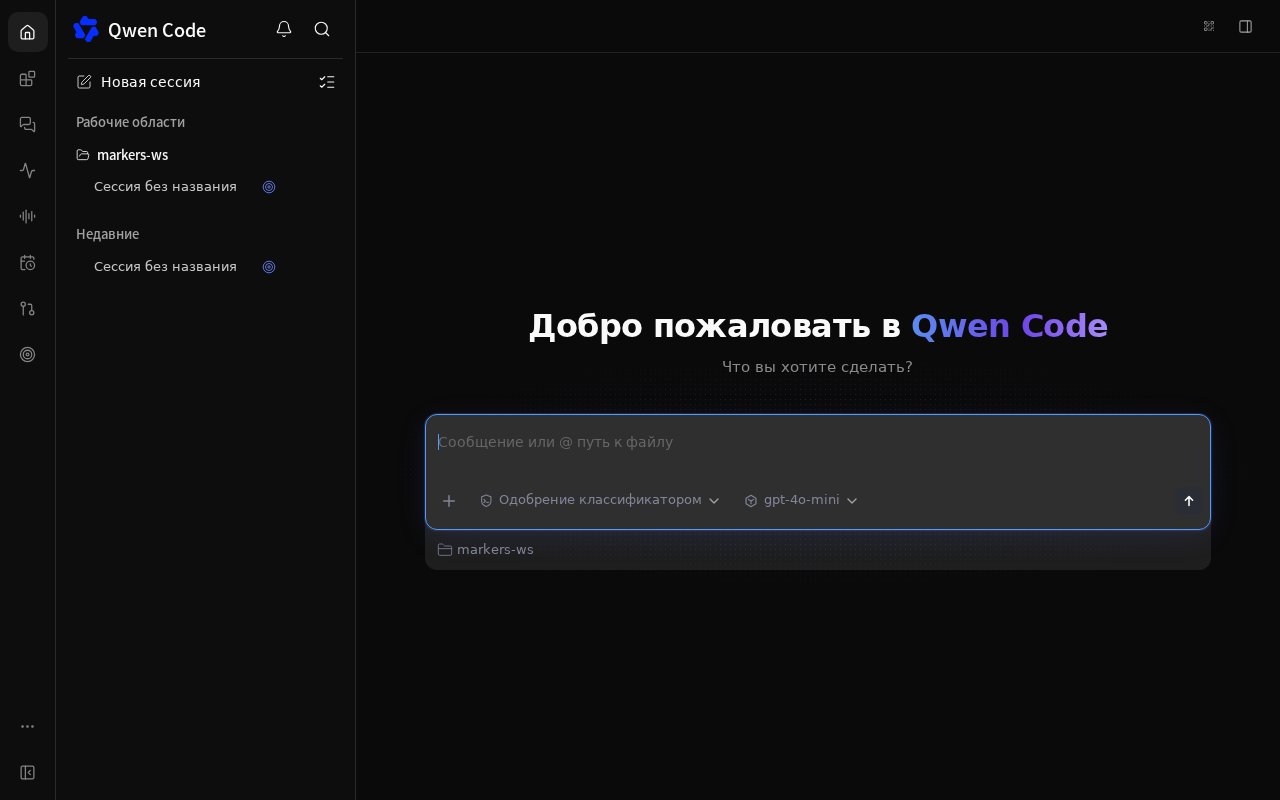 Qwen Code
Новая сессия
Рабочие области
markers-ws
Сессия без названия
Недавние
Сессия без названия
Добро пожаловать в Qwen Code
Что вы хотите сделать?
Сообщение или @ путь к файлу
Одобрение классификатором
gpt-4o-mini
markers-ws